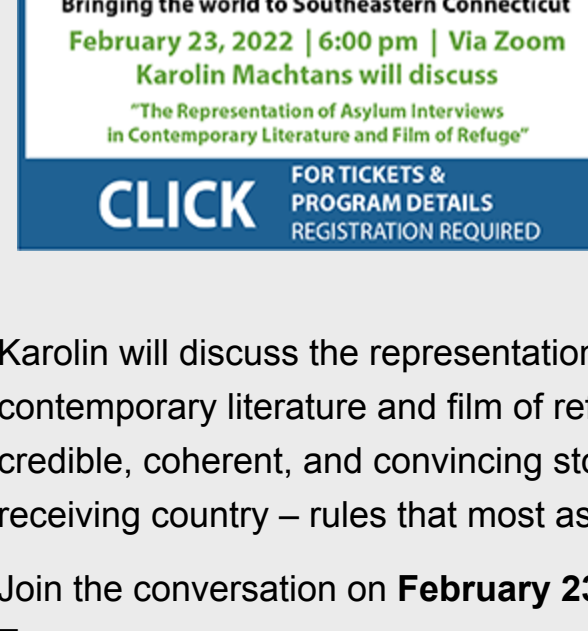 Bringing the world to Southeastern Connecticut
February 23, 2022 | 6:00 pm | Via Zoom
Karolin Machtans will discuss
"The Representation of Asylum Interviews
in Contemporary Literature and Film of Refuge"
CLICK
FOR TICKETS &
PROGRAM DETAILS
REGISTRATION REQUIRED
Karolin will discuss the representation
contemporary literature and film of
credible, coherent, and convincing
receiving country – rules that most
Join the conversation on February 23